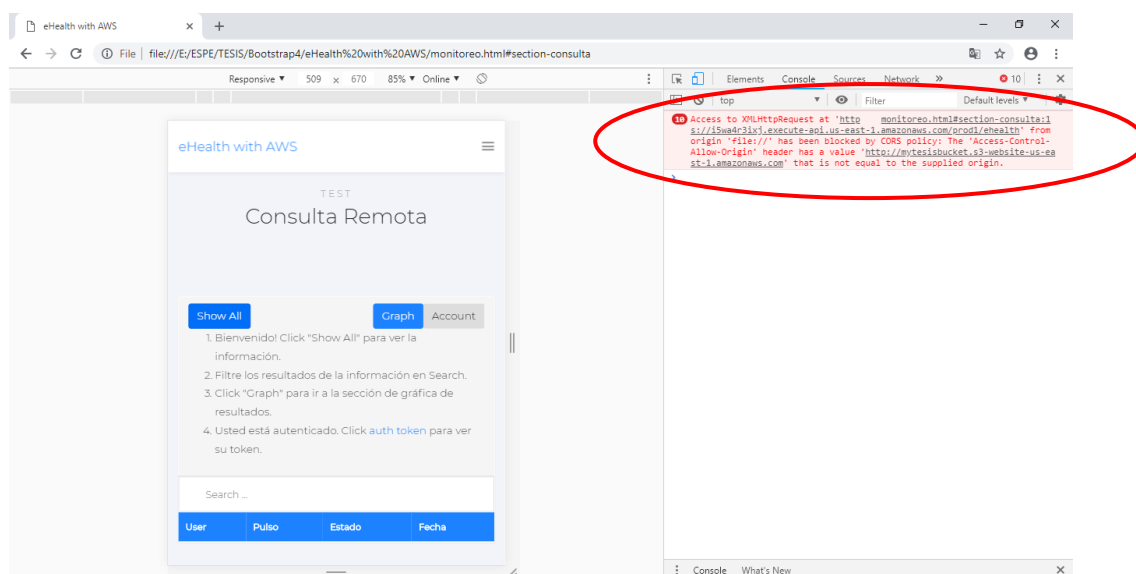 eHealth with AWS
File | file:///E:/ESPE/TESIS/Bootstrap4/eHealth%20with%20AWS/monitoreo.html#section-consulta
Responsive ▼ 509 × 670 85% ▼ Online ▼
Elements Console Sources Network » 10
top ▼ Filter Default levels ▼
10 Access to XMLHttpRequest at 'http monitoreo.html#section-consulta:1
s://i5wa4r3ixj.execute-api.us-east-1.amazonaws.com/prod1/ehealth' from
origin 'file://' has been blocked by CORS policy: The 'Access-Control-
Allow-Origin' header has a value 'http://mytesisbucket.s3-website-us-ea
st-1.amazonaws.com' that is not equal to the supplied origin.
eHealth with AWS
TEST
Consulta Remota
Show All Graph Account
1. Bienvenido! Click "Show All" para ver la
información.
2. Filtre los resultados de la información en Search.
3. Click "Graph" para ir a la sección de gráfica de
resultados.
4. Usted está autenticado. Click auth token para ver
su token.
Search ...
User Pulso Estado Fecha
Console What's New